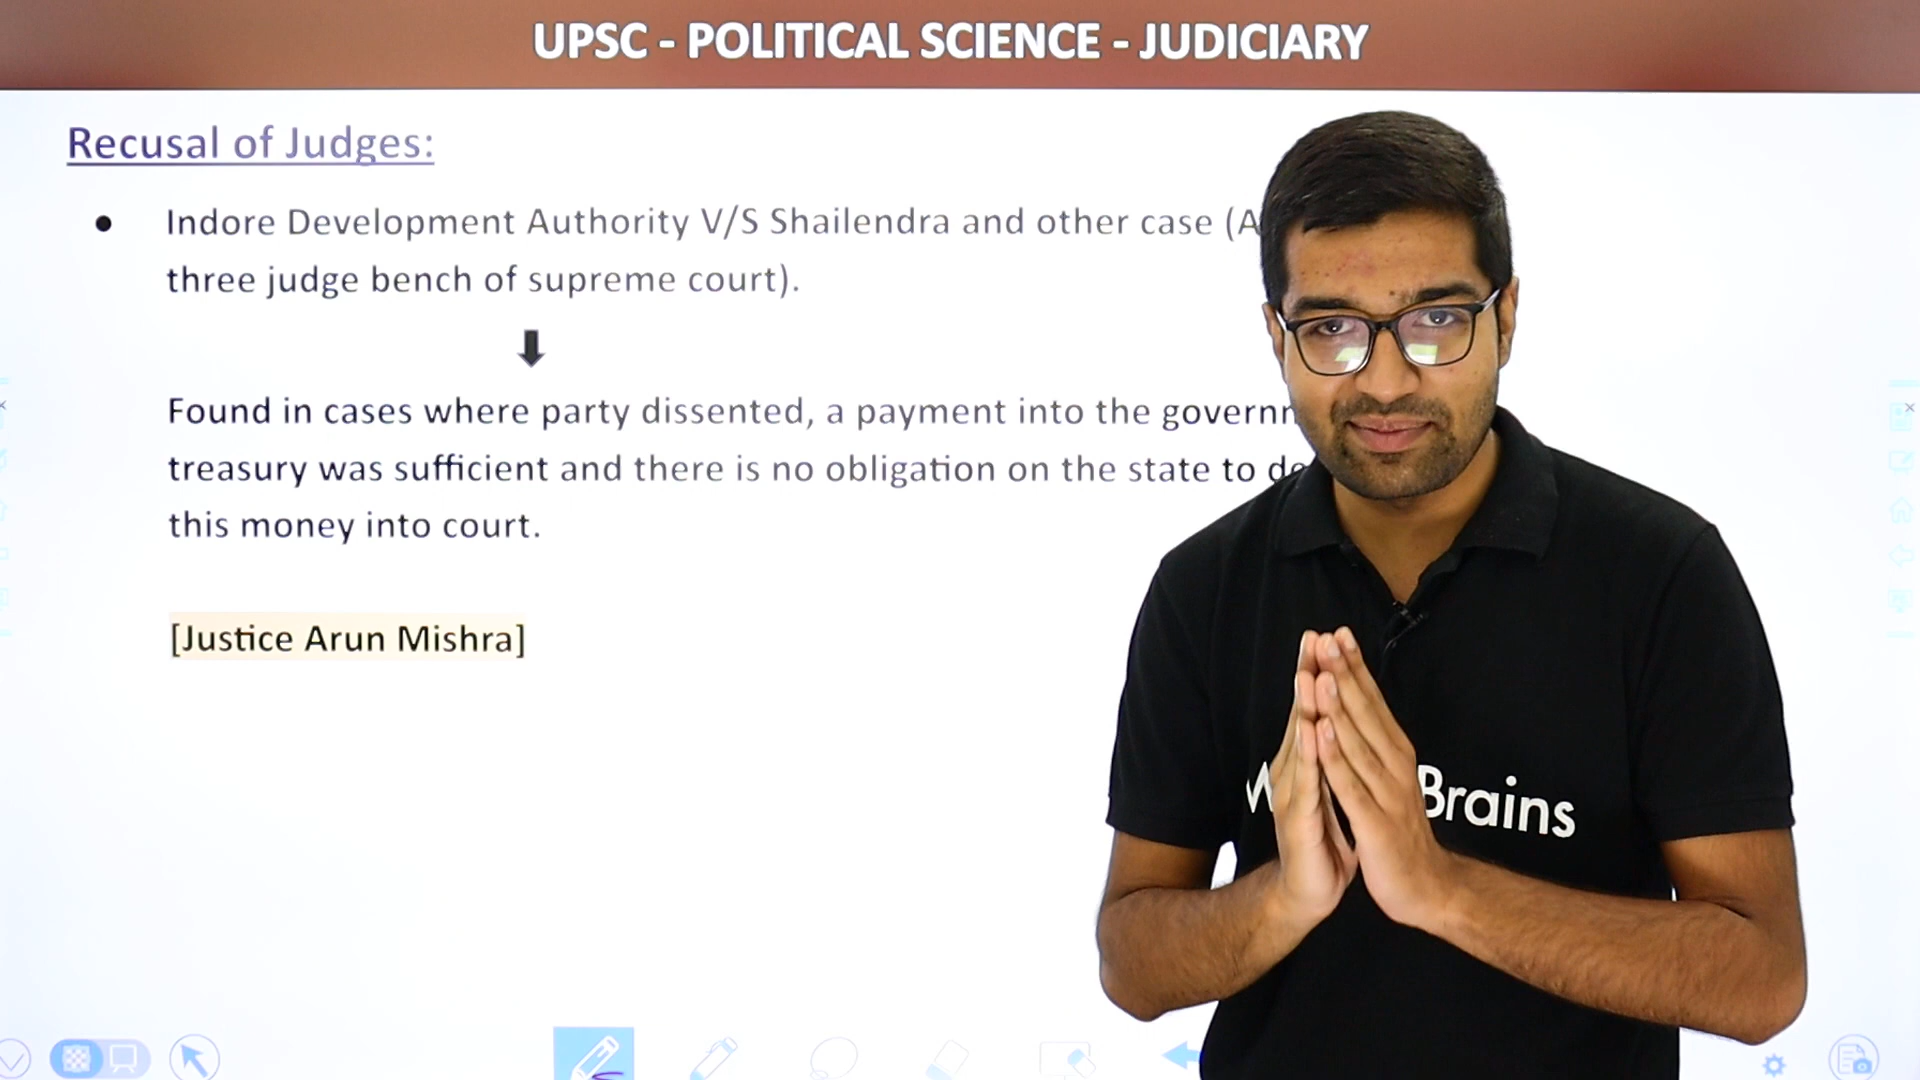 UPSC - POLITICAL SCIENCE - JUDICIARY
Recusal of Judges:
● Indore Development Authority V/S Shailendra and other case (A
three judge bench of supreme court).
Found in cases where party dissented, a payment into the
treasury was sufficient and there is no obligation on the state to
this money into court.
[Justice Arun Mishra]
Brains